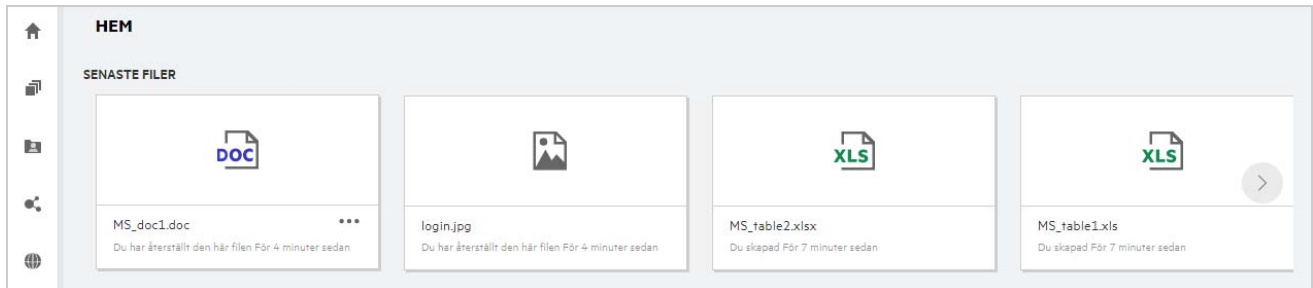 HEM
SENASTE FILER
DOC
XLS
XLS
MS_doc1.doc
login.jpg
MS_table2.xlsx
MS_table1.xls
Du har återställt den här filen För 4 minuter sedan
Du har återställt den här filen För 4 minuter sedan
Du skapad För 7 minuter sedan
Du skapad För 7 minuter sedan